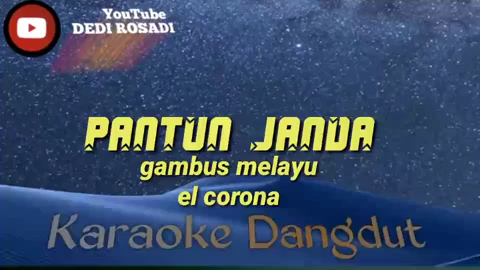 YouTube
DEDI ROSADI
PANTUN JANDA
gambus melayu
el corona
Karaoke Dangdut